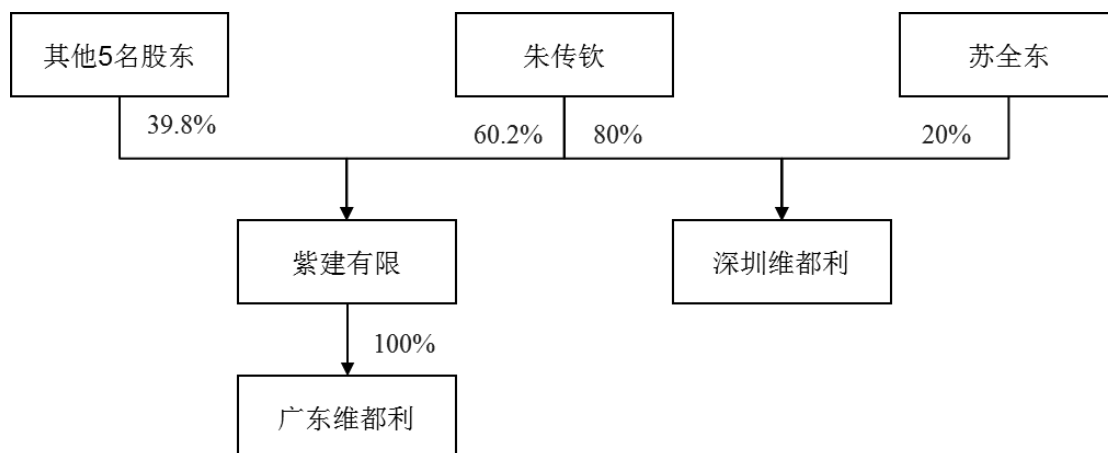 其他5名股东
朱传钦
苏全东
39.8%
60.2%
80%
20%
紫建有限
深圳维都利
100%
广东维都利